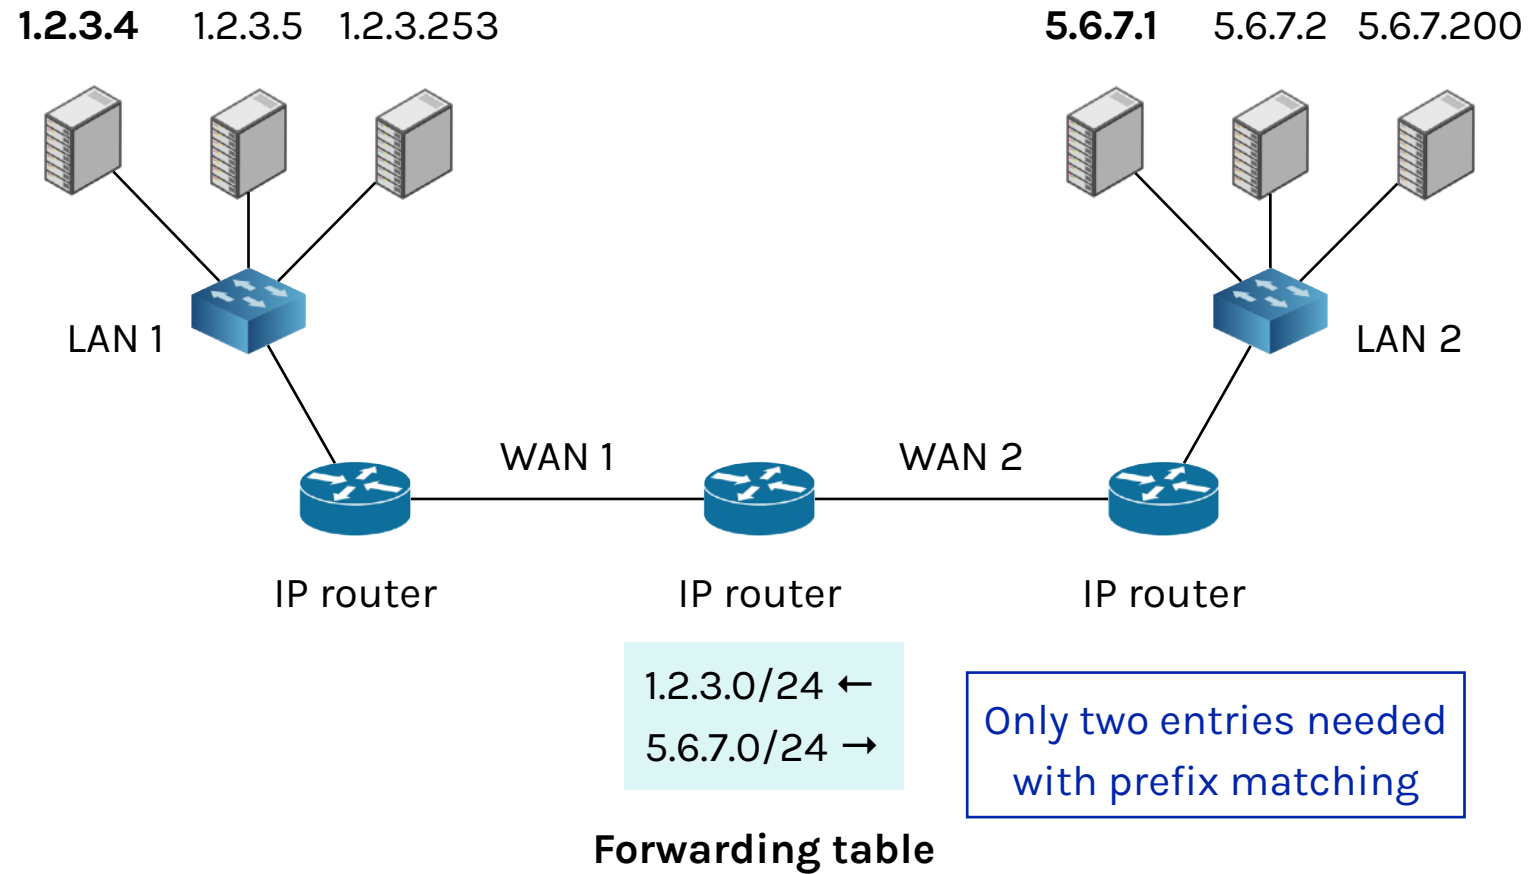 1.2.3.4 1.2.3.5 1.2.3.253
5.6.7.1 5.6.7.2 5.6.7.200
LAN 1
LAN 2
WAN 1
WAN 2
IP router
IP router
IP router
1.2.3.0/24 ←
5.6.7.0/24 →
Only two entries needed
with prefix matching
Forwarding table